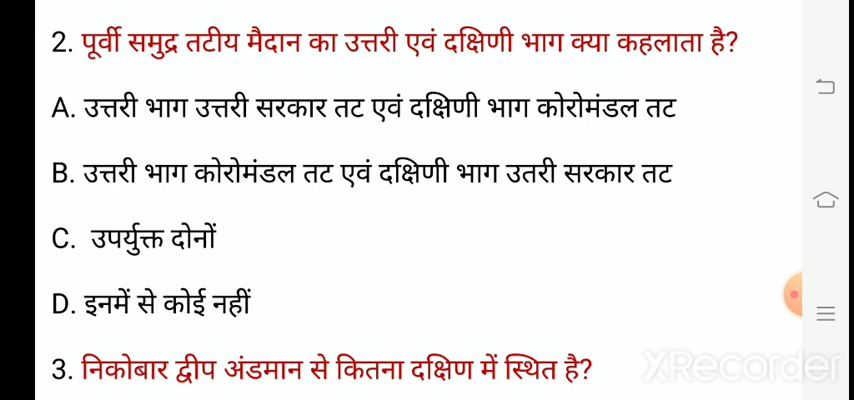 2. पूर्वी समुद्र तटीय मैदान का उत्तरी एवं दक्षिणी भाग क्या कहलाता है?
A. उत्तरी भाग उत्तरी सरकार तट एवं दक्षिणी भाग कोरोमंडल तट
B. उत्तरी भाग कोरोमंडल तट एवं दक्षिणी भाग उतरी सरकार तट
C. उपर्युक्त दोनों
D. इनमें से कोई नहीं
3. निकोबार द्वीप अंडमान से कितना दक्षिण में स्थित है?
XRecorder